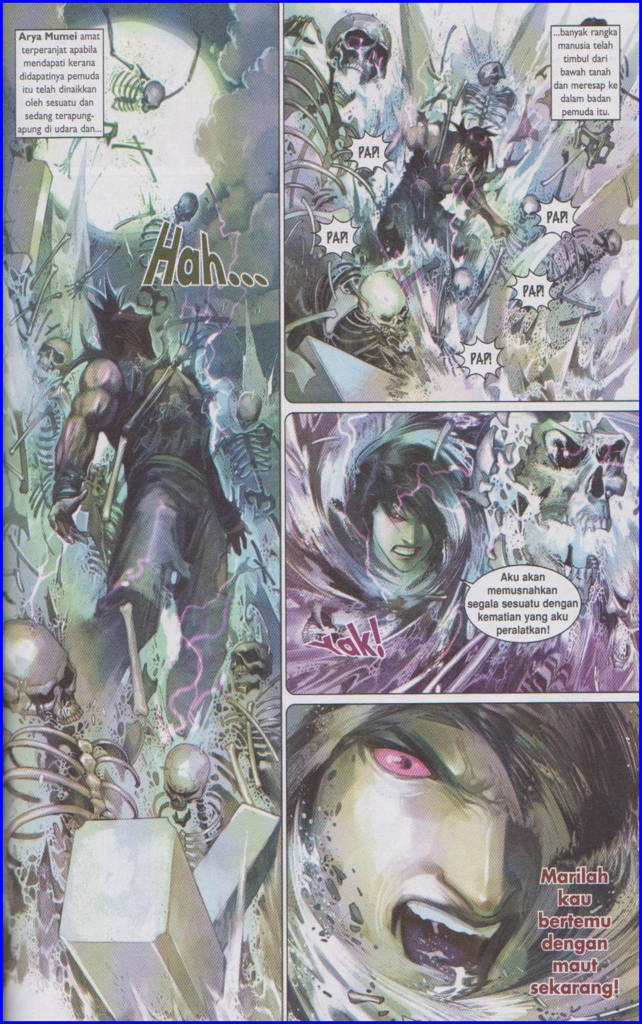 Arya Mumei amat
terperanjat apabila
mendapati kerana
didapatinya pemuda
itu telah dinaikkan
oleh sesuatu dan
sedang terapung-
apung di udara dan...
Hah...
...banyak rangka
manusia telah
timbul dari
bawah tanah
dan meresap ke
dalam badan
pemuda itu.
PAP!
PAP!
PAP!
PAP!
PAP!
Aku akan
memusnahkan
segala sesuatu dengan
kematian yang aku
peralatkan!
Marilah
kau
bertemu
dengan
maut
sekarang!